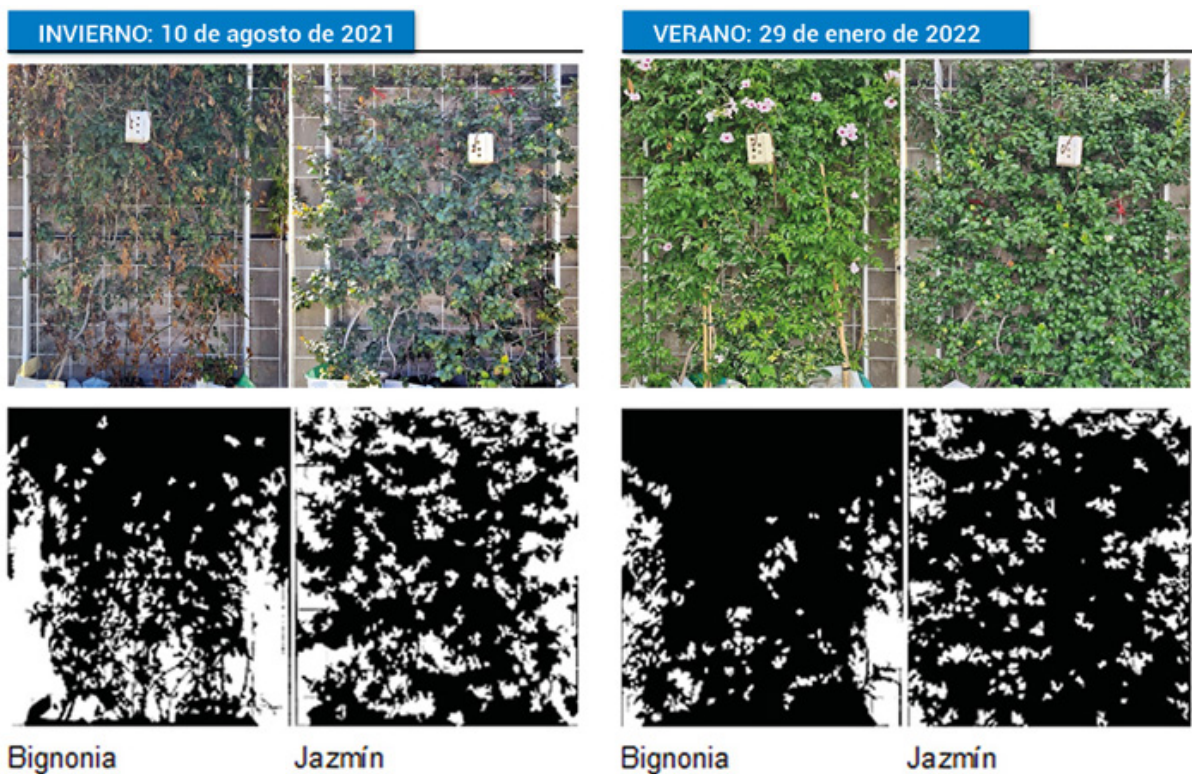 INVIERNO: 10 de agosto de 2021
VERANO: 29 de enero de 2022
Bignonia
Jazmín
Bignonia
Jazmín